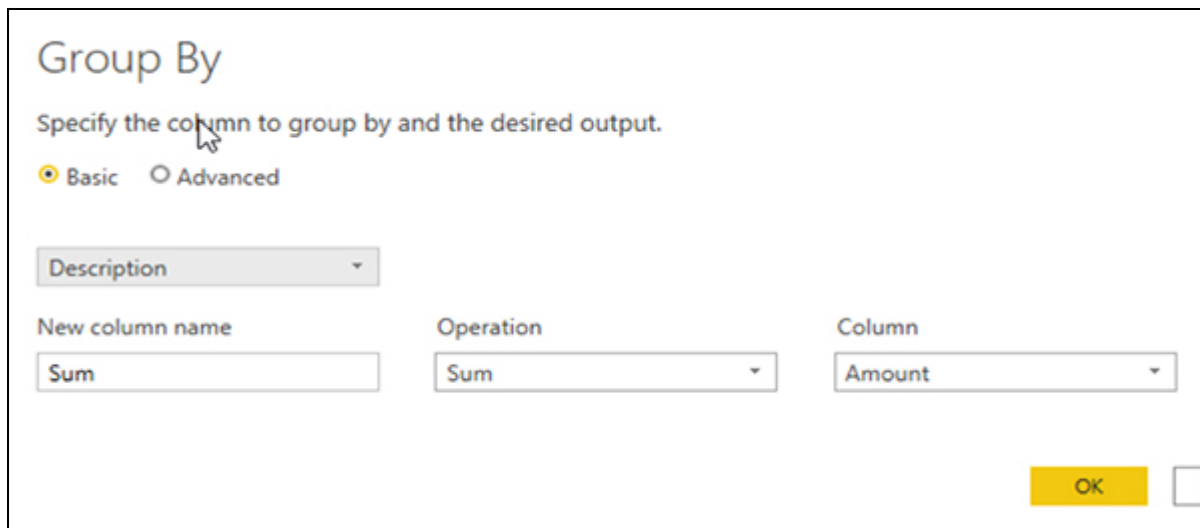 Group By
Specify the column to group by and the desired output.
Basic Advanced
Description
New column name Operation Column
Sum Sum Amount
OK